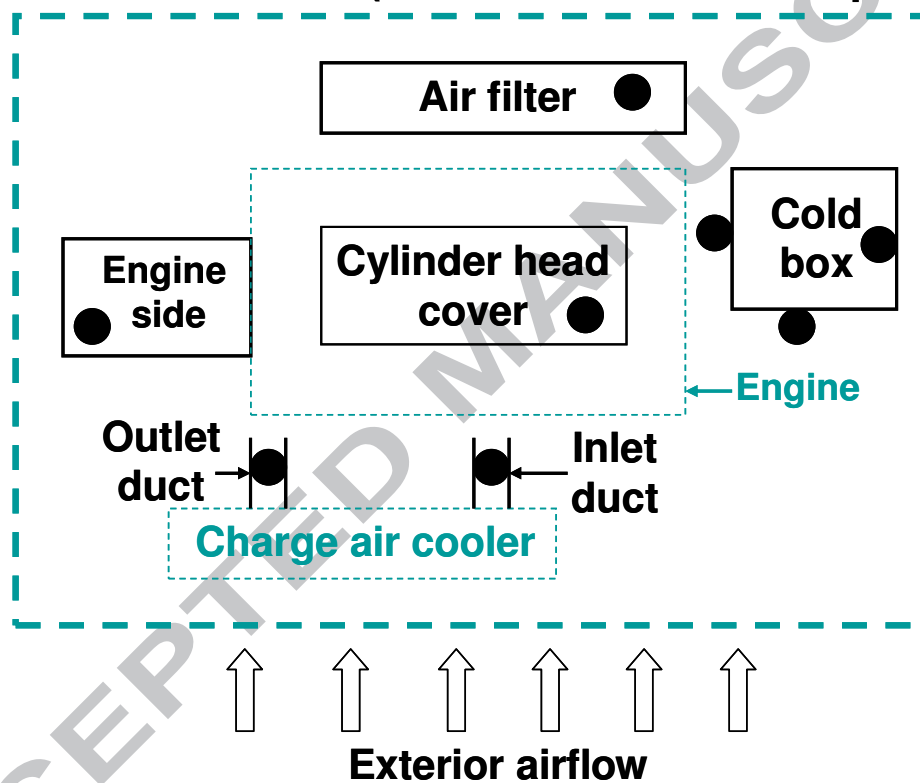 Air filter
Cold
box
Engine
side
Cylinder head
cover
Engine
Outlet
duct
Inlet
duct
Charge air cooler
Exterior airflow
CEPTED MANUSC